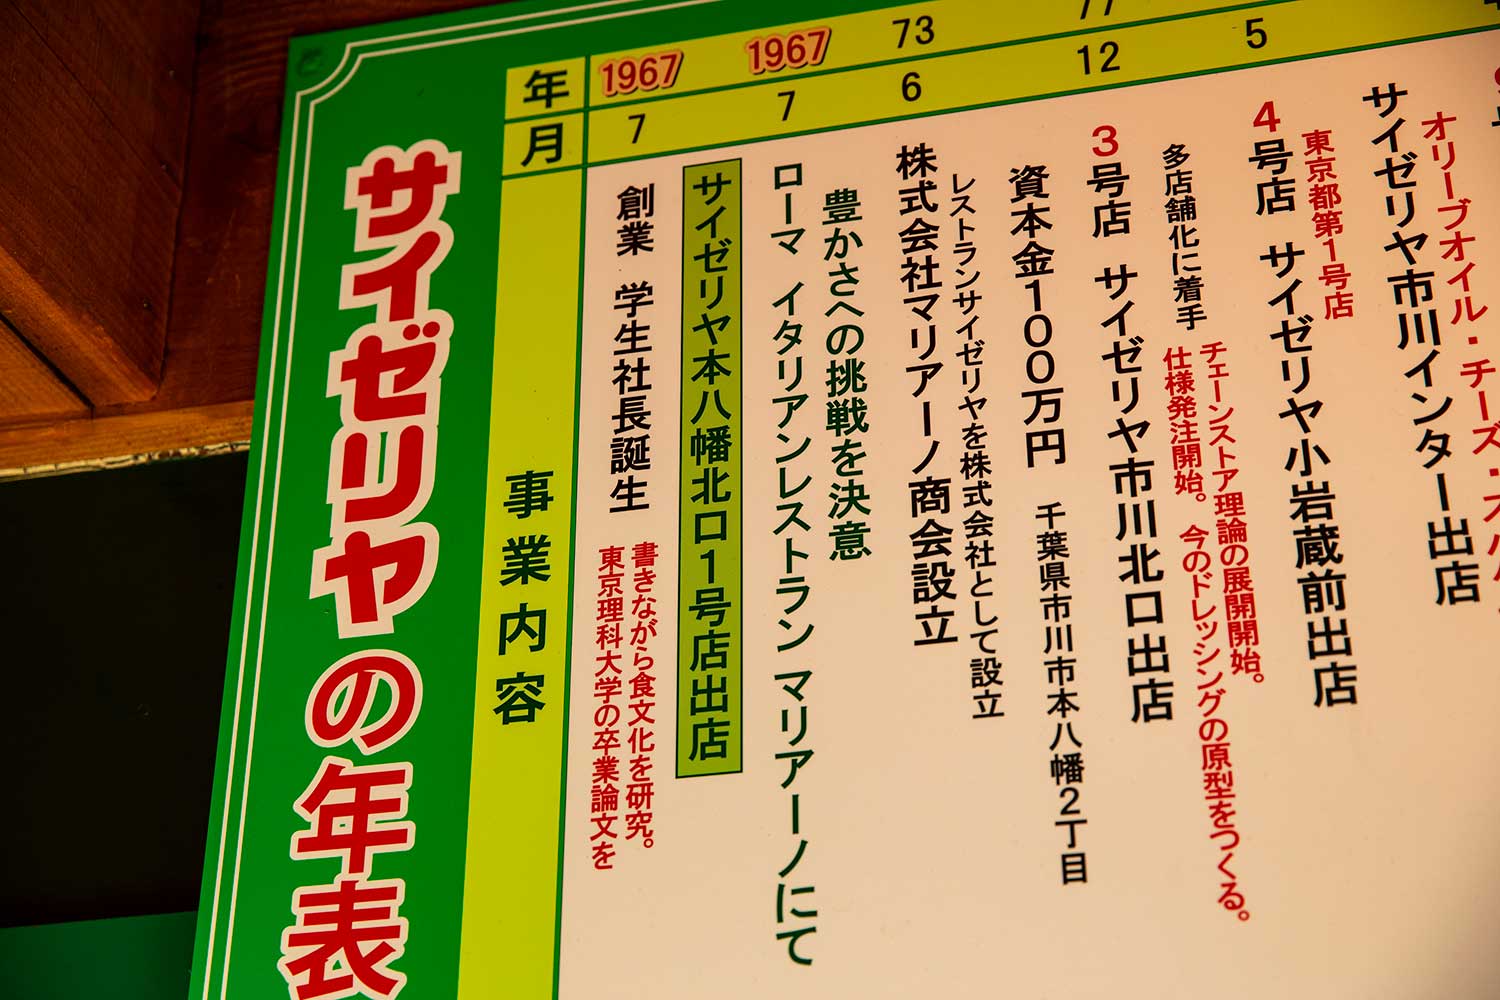 サイゼリヤの年表
年 1967 1967 73 77
月 7 7 6 12 5
事業内容
創業 学生社長誕生
東京理科大学の卒業論文を
書きながら食文化を研究。
サイゼリヤ本八幡北口1号店出店
ローマ イタリアンレストラン マリアーノにて
豊かさへの挑戦を決意
株式会社マリアーノ商会設立
レストランサイゼリヤを株式会社として設立
資本金100万円 千葉県市川市本八幡2丁目
3号店 サイゼリヤ市川北口出店
多店舗化に着手
チェーンストア理論の展開開始。
仕様発注開始。 今のドレッシングの原型をつくる。
4号店 サイゼリヤ小岩蔵前出店
東京都第1号店
サイゼリヤ市川インター出店
オリーブオイル・チーズ・